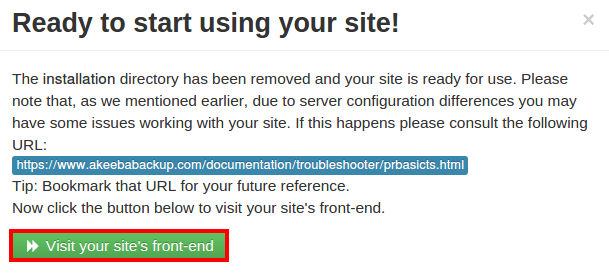 Ready to start using your site!
×
The installation directory has been removed and your site is ready for use. Please
note that, as we mentioned earlier, due to server configuration differences you may
have some issues working with your site. If this happens please consult the following
URL:
https://www.akeebabackup.com/documentation/troubleshooter/prbasicts.html
Tip: Bookmark that URL for your future reference.
Now click the button below to visit your site's front-end.
Visit your site's front-end